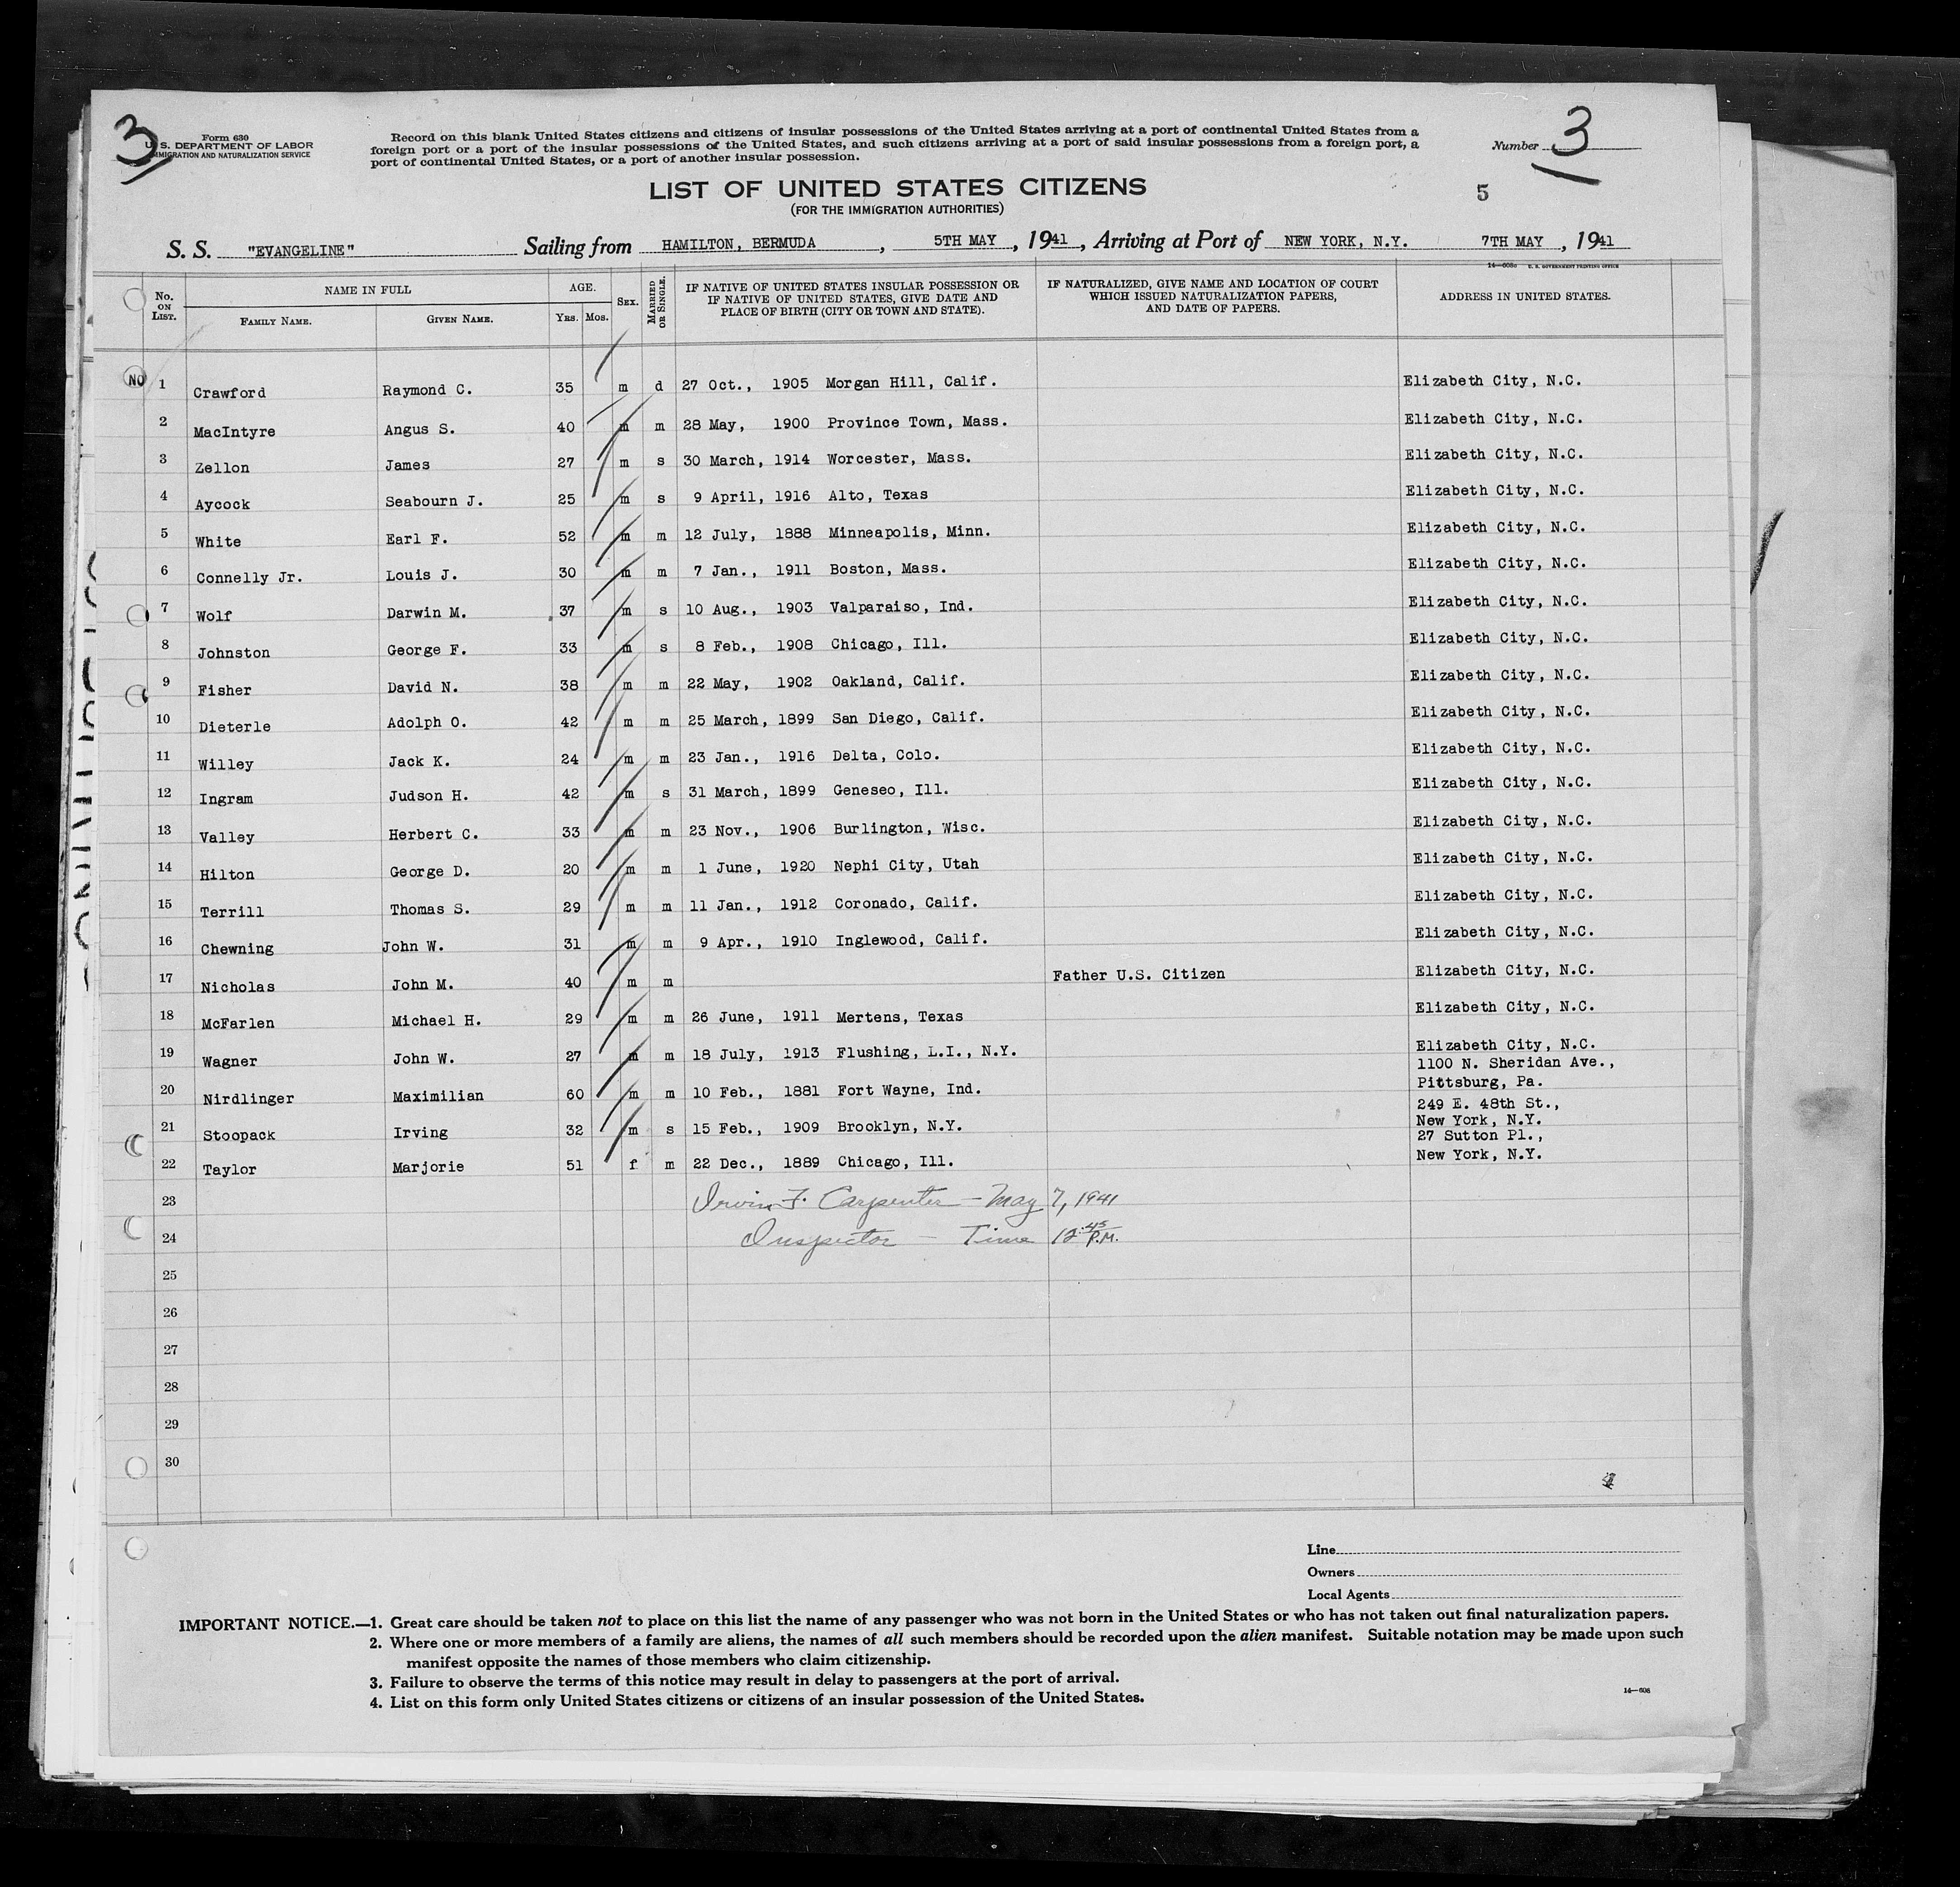 3
Form 630
U. S. DEPARTMENT OF LABOR
IMMIGRATION AND NATURALIZATION SERVICE
Record on this blank United States citizens and citizens of insular possessions of the United States arriving at a port of continental United States from a
foreign port or a port of the insular possessions of the United States, and such citizens arriving at a port of said insular possessions from a foreign port, a
port of continental United States, or a port of another insular possession.
Number 3
LIST OF UNITED STATES CITIZENS
(FOR THE IMMIGRATION AUTHORITIES)
5
S. S. "EVANGELINE" Sailing from HAMILTON, BERMUDA, 5TH MAY, 1941, Arriving at Port of NEW YORK, N.Y. 7TH MAY, 1941
14—608c U. S. GOVERNMENT PRINTING OFFICE
No. ON LIST. NAME IN FULL AGE. SEX. MARRIED OR SINGLE. IF NATIVE OF UNITED STATES INSULAR POSSESSION OR IF NATIVE OF UNITED STATES, GIVE DATE AND PLACE OF BIRTH (CITY OR TOWN AND STATE). IF NATURALIZED, GIVE NAME AND LOCATION OF COURT WHICH ISSUED NATURALIZATION PAPERS, AND DATE OF PAPERS. ADDRESS IN UNITED STATES.
FAMILY NAME. GIVEN NAME. YRS. MOS.
NO 1 Crawford Raymond C. 35 m d 27 Oct., 1905 Morgan Hill, Calif. Elizabeth City, N.C.
2 MacIntyre Angus S. 40 m m 28 May, 1900 Province Town, Mass. Elizabeth City, N.C.
3 Zellon James 27 m s 30 March, 1914 Worcester, Mass. Elizabeth City, N.C.
4 Aycock Seabourn J. 25 m s 9 April, 1916 Alto, Texas Elizabeth City, N.C.
5 White Earl F. 52 m m 12 July, 1888 Minneapolis, Minn. Elizabeth City, N.C.
6 Connelly Jr. Louis J. 30 m m 7 Jan., 1911 Boston, Mass. Elizabeth City, N.C.
7 Wolf Darwin M. 37 m s 10 Aug., 1903 Valparaiso, Ind. Elizabeth City, N.C.
8 Johnston George F. 33 m s 8 Feb., 1908 Chicago, Ill. Elizabeth City, N.C.
9 Fisher David N. 38 m m 22 May, 1902 Oakland, Calif. Elizabeth City, N.C.
10 Dieterle Adolph O. 42 m m 25 March, 1899 San Diego, Calif. Elizabeth City, N.C.
11 Willey Jack K. 24 m m 23 Jan., 1916 Delta, Colo. Elizabeth City, N.C.
12 Ingram Judson H. 42 m s 31 March, 1899 Geneseo, Ill. Elizabeth City, N.C.
13 Valley Herbert C. 33 m m 23 Nov., 1906 Burlington, Wisc. Elizabeth City, N.C.
14 Hilton George D. 20 m m 1 June, 1920 Nephi City, Utah Elizabeth City, N.C.
15 Terrill Thomas S. 29 m m 11 Jan., 1912 Coronado, Calif. Elizabeth City, N.C.
16 Chewning John W. 31 m m 9 Apr., 1910 Inglewood, Calif. Elizabeth City, N.C.
17 Nicholas John M. 40 m m Father U.S. Citizen Elizabeth City, N.C.
18 McFarlen Michael H. 29 m m 26 June, 1911 Mertens, Texas Elizabeth City, N.C.
19 Wagner John W. 27 m m 18 July, 1913 Flushing, L.I., N.Y. Elizabeth City, N.C.
20 Nirdlinger Maximilian 60 m m 10 Feb., 1881 Fort Wayne, Ind. 1100 N. Sheridan Ave., Pittsburg, Pa.
21 Stoopack Irving 32 m s 15 Feb., 1909 Brooklyn, N.Y. 249 E. 48th St., New York, N.Y.
22 Taylor Marjorie 51 f m 22 Dec., 1889 Chicago, Ill. 27 Sutton Pl., New York, N.Y.
23 Irwin F. Carpenter — May 7, 1941
24 Inspector — Time 12:45 P.M.
25
26
27
28
29
30
Line
Owners
Local Agents
IMPORTANT NOTICE.—1. Great care should be taken not to place on this list the name of any passenger who was not born in the United States or who has not taken out final naturalization papers.
2. Where one or more members of a family are aliens, the names of all such members should be recorded upon the alien manifest. Suitable notation may be made upon such
manifest opposite the names of those members who claim citizenship.
3. Failure to observe the terms of this notice may result in delay to passengers at the port of arrival.
4. List on this form only United States citizens or citizens of an insular possession of the United States.
14—608